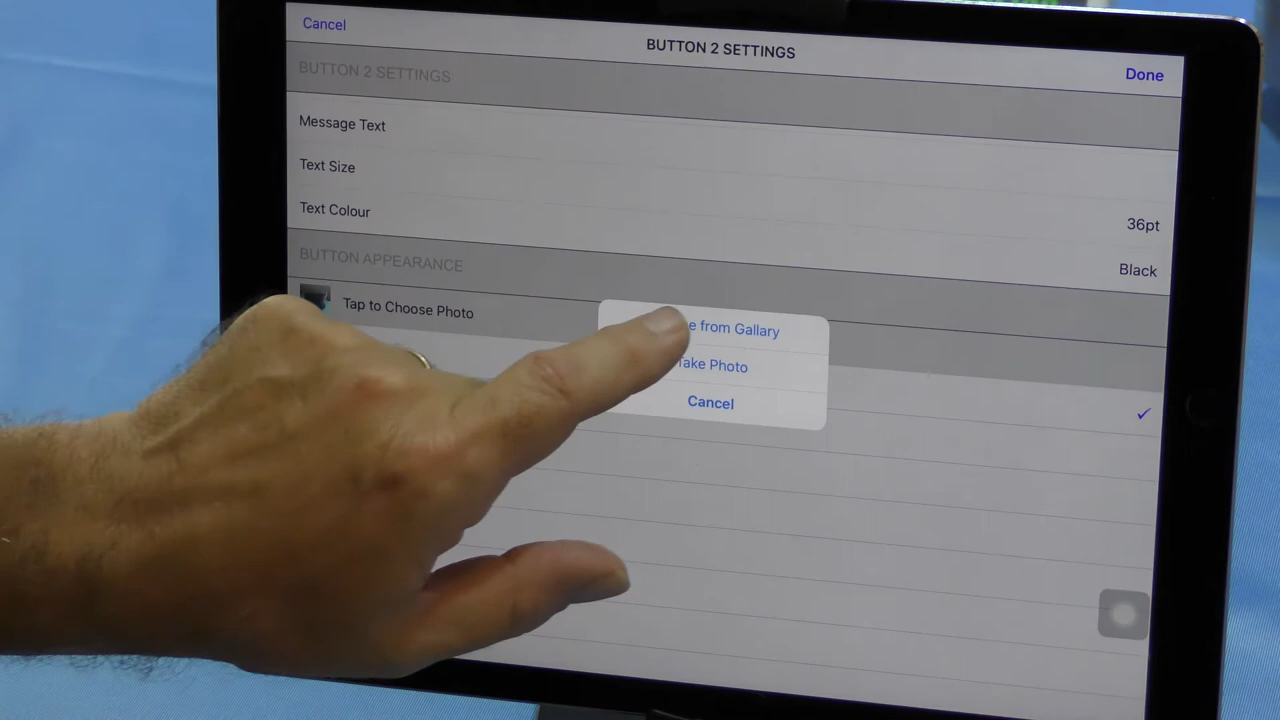 Cancel
BUTTON 2 SETTINGS
Done
BUTTON 2 SETTINGS
Message Text
Text Size
36pt
Text Colour
Black
BUTTON APPEARANCE
Tap to Choose Photo
from Gallary
Take Photo
Cancel